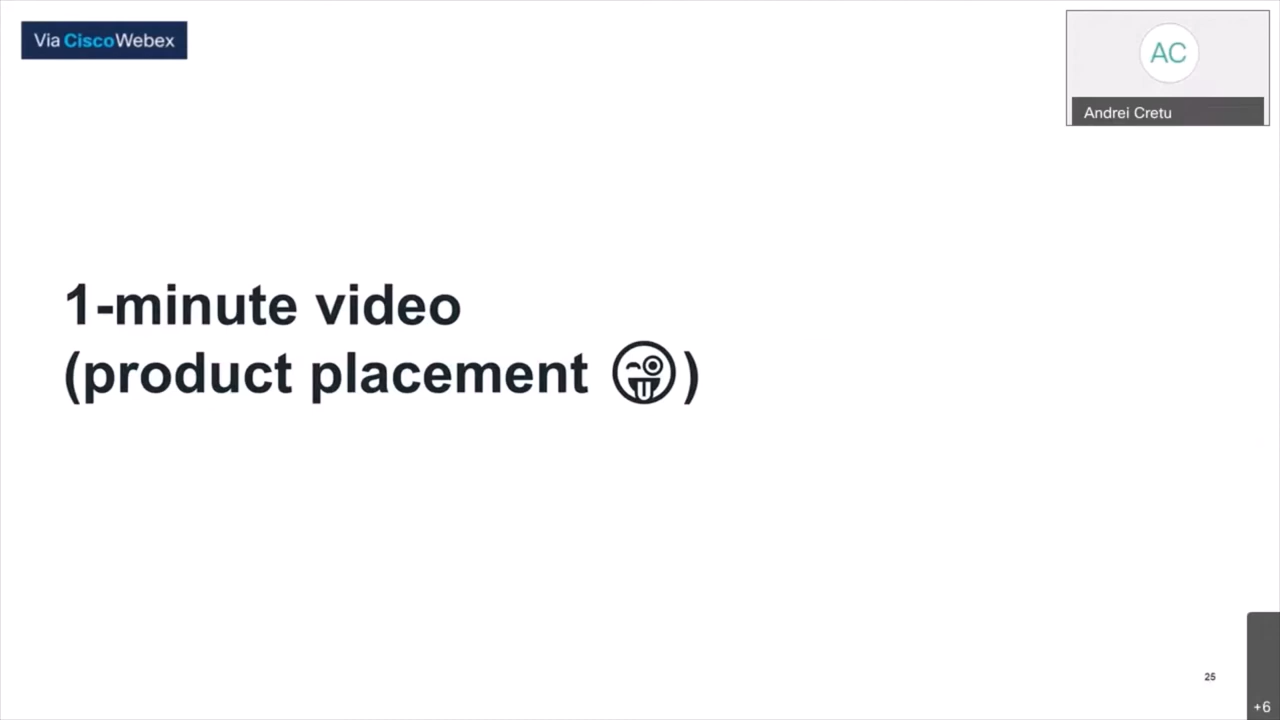 Via CiscoWebex
AC
Andrei Cretu
1-minute video
(product placement 😜)
25
+6